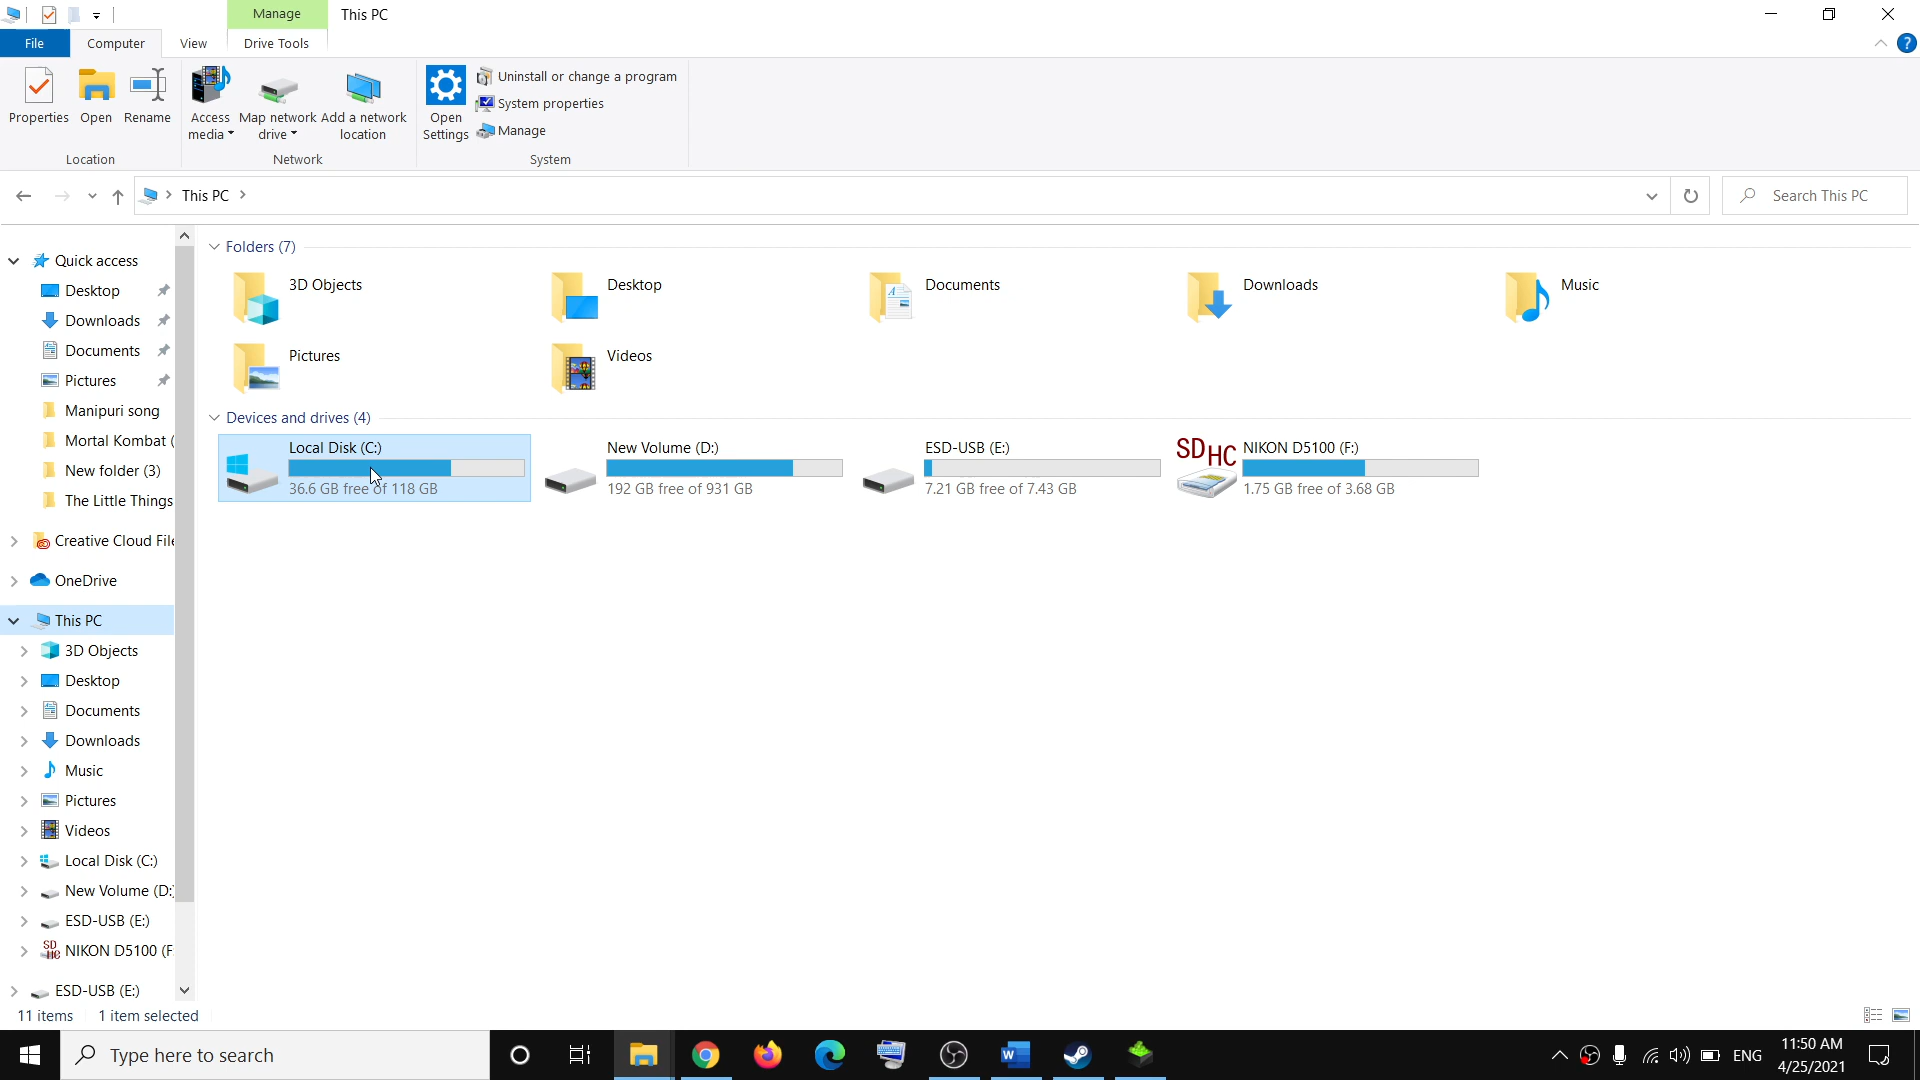 Manage
This PC
File
Computer
View
Drive Tools
Properties
Open
Rename
Access media
Map network drive
Add a network location
Open Settings
Uninstall or change a program
System properties
Manage
Location
Network
System
This PC
Search This PC
Quick access
Desktop
Downloads
Documents
Pictures
Manipuri song
Mortal Kombat (
New folder (3)
The Little Things
Creative Cloud File
OneDrive
This PC
3D Objects
Desktop
Documents
Downloads
Music
Pictures
Videos
Local Disk (C:)
New Volume (D:)
ESD-USB (E:)
NIKON D5100 (F
ESD-USB (E:)
Folders (7)
3D Objects
Desktop
Documents
Downloads
Music
Pictures
Videos
Devices and drives (4)
Local Disk (C:)
36.6 GB free of 118 GB
New Volume (D:)
192 GB free of 931 GB
ESD-USB (E:)
7.21 GB free of 7.43 GB
SDHC
NIKON D5100 (F:)
1.75 GB free of 3.68 GB
11 items
1 item selected
Type here to search
ENG
11:50 AM
4/25/2021